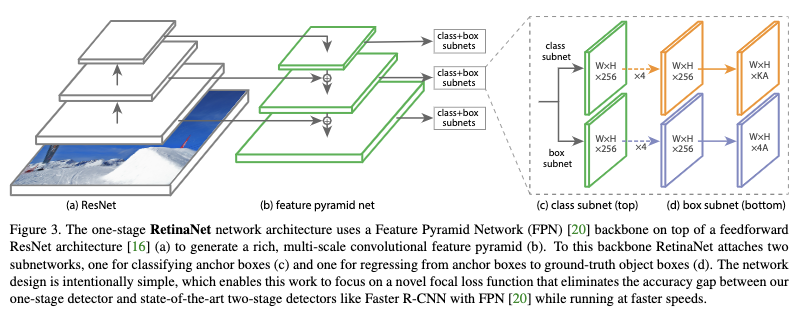 class+box
subnets
class+box
subnets
class+box
subnets
class
subnet
W×H
×256
×4
W×H
×256
W×H
×KA
box
subnet
W×H
×256
×4
W×H
×256
W×H
×4A
(a) ResNet
(b) feature pyramid net
(c) class subnet (top)
(d) box subnet (bottom)
Figure 3. The one-stage RetinaNet network architecture uses a Feature Pyramid Network (FPN) [20] backbone on top of a feedforward
ResNet architecture [16] (a) to generate a rich, multi-scale convolutional feature pyramid (b). To this backbone RetinaNet attaches two
subnetworks, one for classifying anchor boxes (c) and one for regressing from anchor boxes to ground-truth object boxes (d). The network
design is intentionally simple, which enables this work to focus on a novel focal loss function that eliminates the accuracy gap between our
one-stage detector and state-of-the-art two-stage detectors like Faster R-CNN with FPN [20] while running at faster speeds.